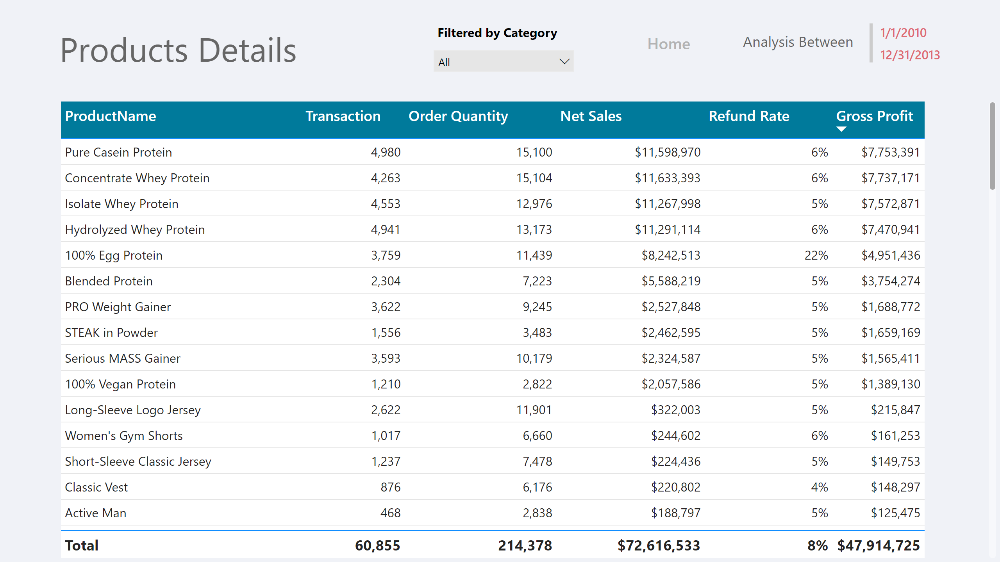 Products Details
Filtered by Category
All
Home
Analysis Between
1/1/2010
12/31/2013
ProductName Transaction Order Quantity Net Sales Refund Rate Gross Profit
Pure Casein Protein 4,980 15,100 $11,598,970 6% $7,753,391
Concentrate Whey Protein 4,263 15,104 $11,633,393 6% $7,737,171
Isolate Whey Protein 4,553 12,976 $11,267,998 5% $7,572,871
Hydrolyzed Whey Protein 4,941 13,173 $11,291,114 6% $7,470,941
100% Egg Protein 3,759 11,439 $8,242,513 22% $4,951,436
Blended Protein 2,304 7,223 $5,588,219 5% $3,754,274
PRO Weight Gainer 3,622 9,245 $2,527,848 5% $1,688,772
STEAK in Powder 1,556 3,483 $2,462,595 5% $1,659,169
Serious MASS Gainer 3,593 10,179 $2,324,587 5% $1,565,411
100% Vegan Protein 1,210 2,822 $2,057,586 5% $1,389,130
Long-Sleeve Logo Jersey 2,622 11,901 $322,003 5% $215,847
Women's Gym Shorts 1,017 6,660 $244,602 6% $161,253
Short-Sleeve Classic Jersey 1,237 7,478 $224,436 5% $149,753
Classic Vest 876 6,176 $220,802 4% $148,297
Active Man 468 2,838 $188,797 5% $125,475
Total 60,855 214,378 $72,616,533 8% $47,914,725